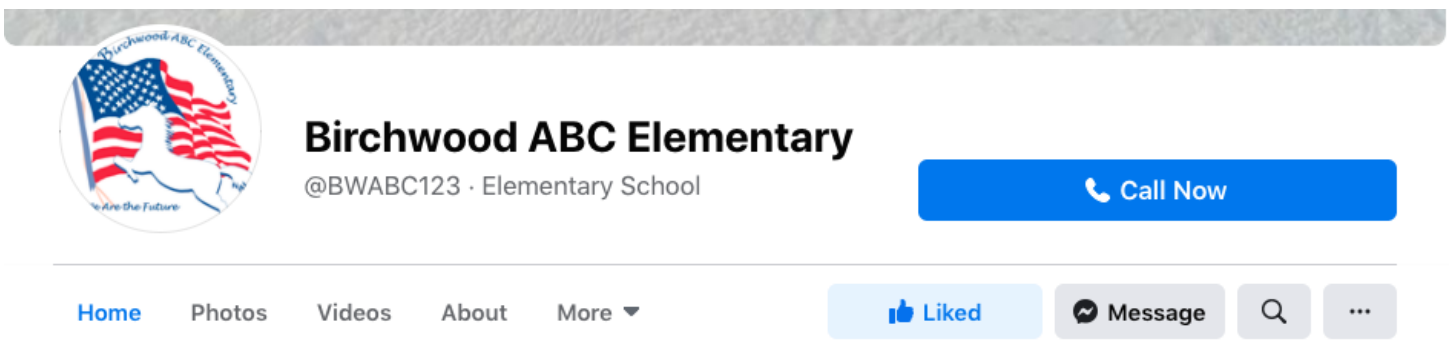 Birchwood ABC Elementary
Are the Future
Birchwood ABC Elementary
@BWABC123 · Elementary School
Call Now
Home Photos Videos About More
Liked Message ...